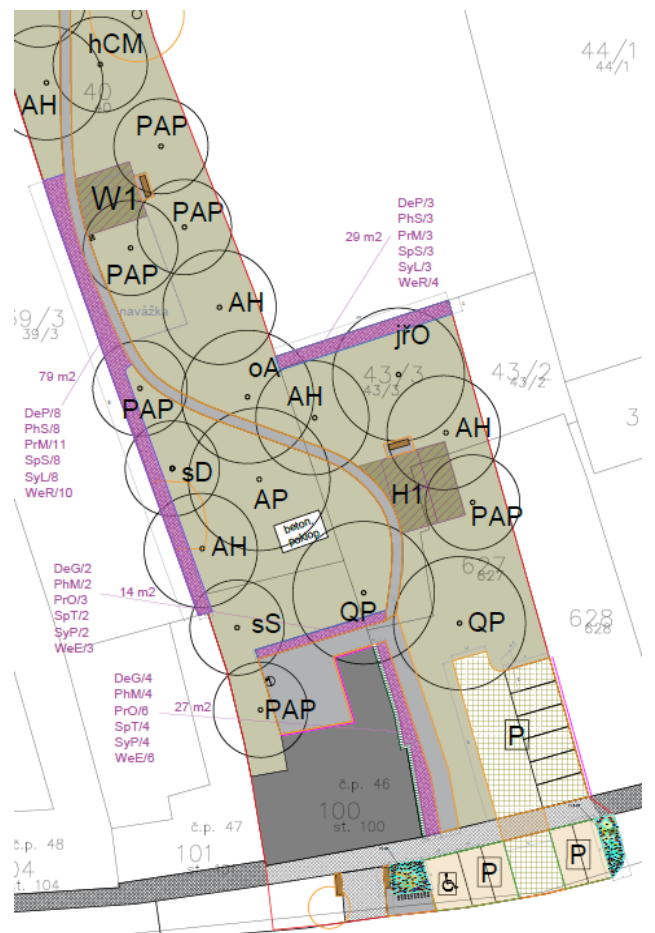 hCM
44/1
44/1
40
AH
PAP
W1
DeP/3
PhS/3
PrM/3
SpS/3
SyL/3
WeR/4
PAP
29 m2
PAP
AH
navážka
39/3
jřO
oA
43/3
43/3
43/2
43/2
79 m2
PAP
AH
3
DeP/8
PhS/8
PrM/11
SpS/8
SyL/8
WeR/10
AH
sD
AP
H1
PAP
beton.
poklop
AH
DeG/2
PhM/2
PrO/3
SpT/2
SyP/2
WeE/3
14 m2
627
627
QP
sS
QP
628
628
DeG/4
PhM/4
PrO/6
SpT/4
SyP/4
WeE/6
27 m2
PAP
P
č.p. 46
100
st. 100
č.p. 47
č.p. 48
101
04
t. 104
P
P